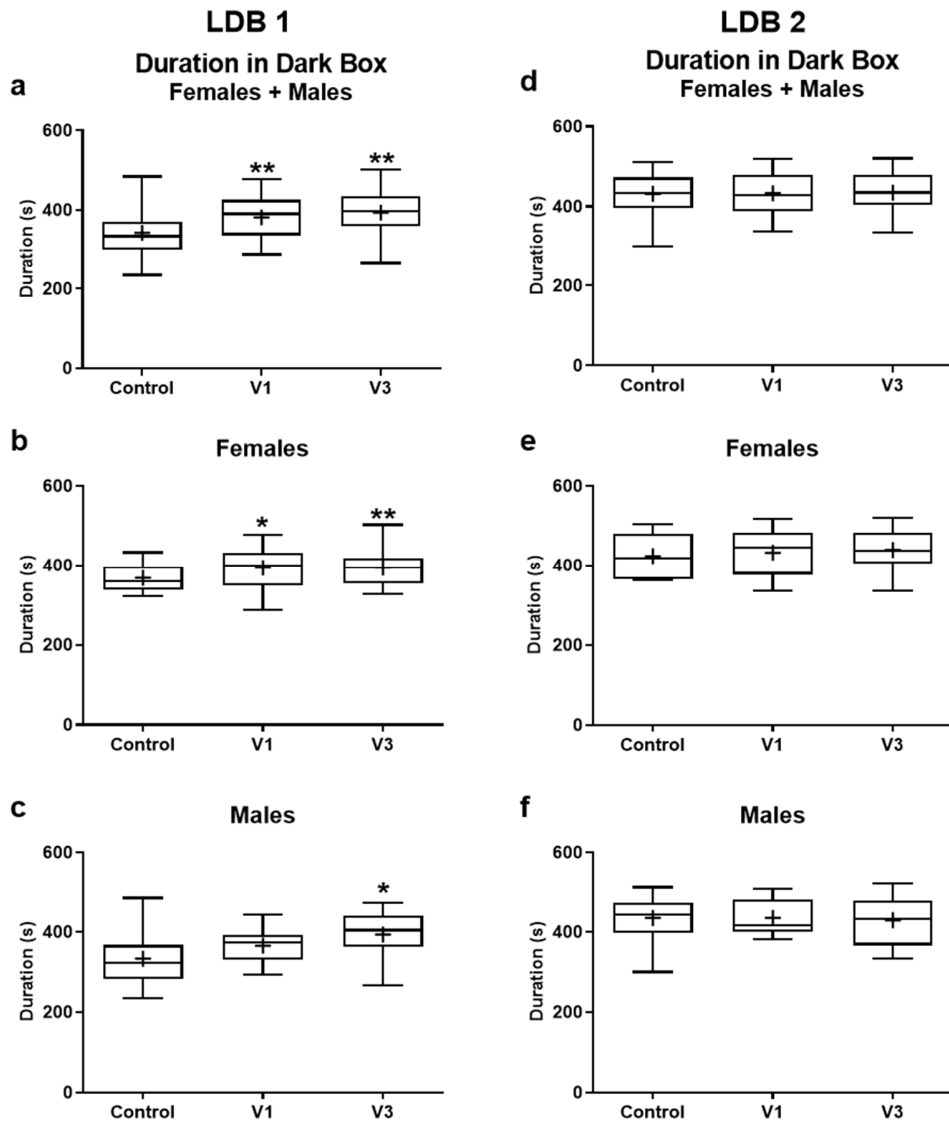 LDB 1
LDB 2
a
Duration in Dark Box
Females + Males
Duration (s)
600
400
200
0
**
**
Control
V1
V3
d
Duration in Dark Box
Females + Males
Duration (s)
600
400
200
0
Control
V1
V3
b
Females
Duration (s)
600
400
200
0
*
**
Control
V1
V3
e
Females
Duration (s)
600
400
200
0
Control
V1
V3
c
Males
Duration (s)
600
400
200
0
*
Control
V1
V3
f
Males
Duration (s)
600
400
200
0
Control
V1
V3